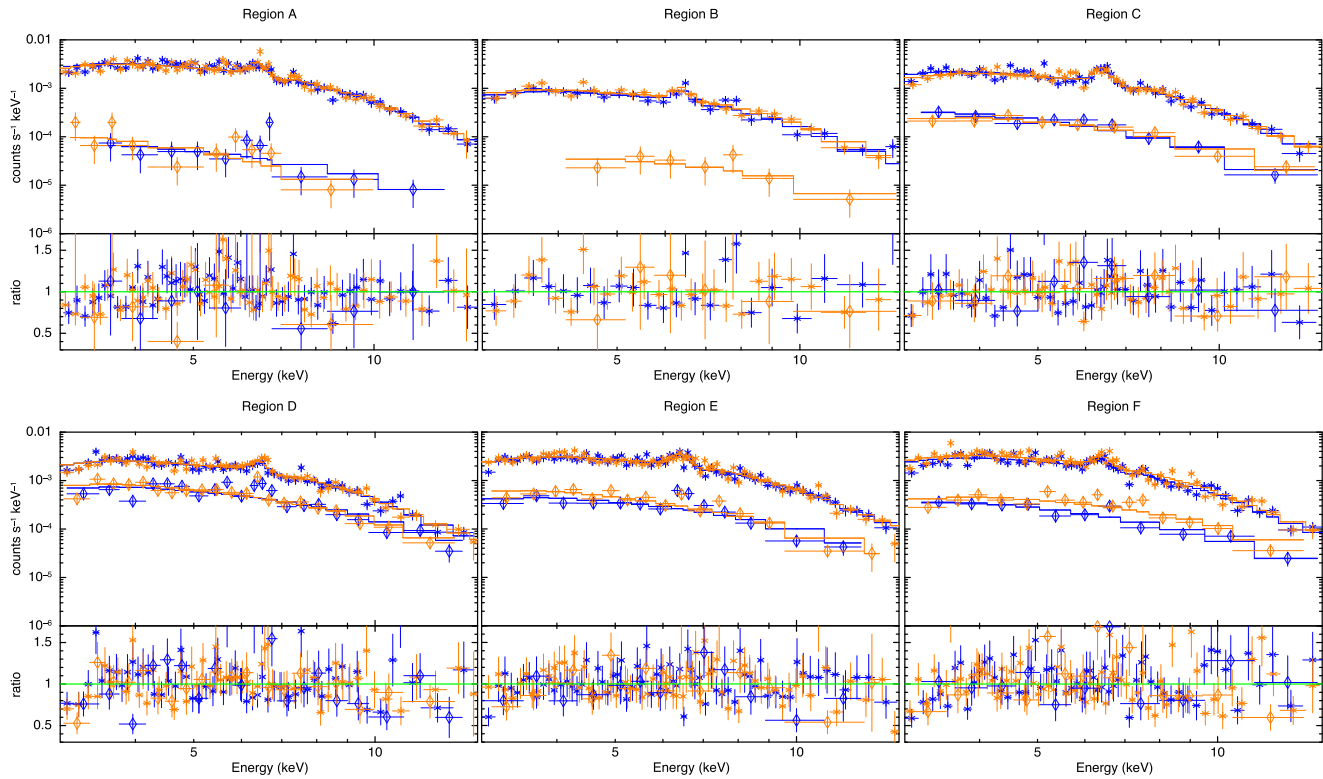 Region A
Region B
Region C
0.01
10⁻³
10⁻⁴
10⁻⁵
10⁻⁶
counts s⁻¹ keV⁻¹
1.5
1
0.5
ratio
5 10
5 10
5 10
Energy (keV)
Energy (keV)
Energy (keV)
Region D
Region E
Region F
0.01
10⁻³
10⁻⁴
10⁻⁵
10⁻⁶
counts s⁻¹ keV⁻¹
1.5
1
0.5
ratio
5 10
5 10
5 10
Energy (keV)
Energy (keV)
Energy (keV)